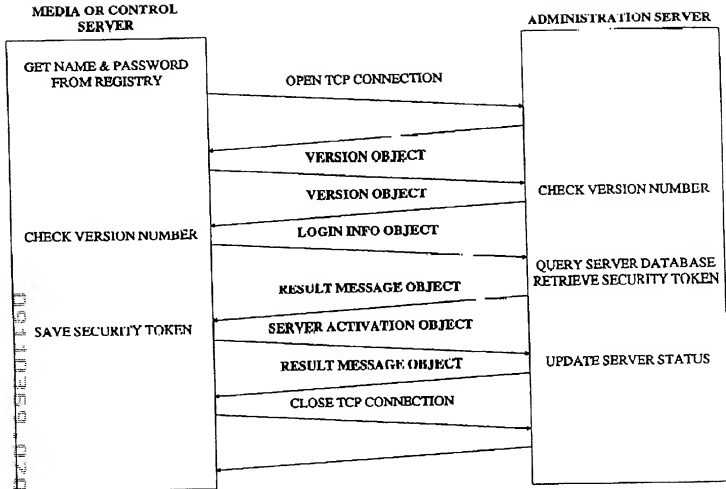 MEDIA OR CONTROL
SERVER
ADMINISTRATION SERVER
GET NAME & PASSWORD
FROM REGISTRY
OPEN TCP CONNECTION
VERSION OBJECT
VERSION OBJECT
CHECK VERSION NUMBER
CHECK VERSION NUMBER
LOGIN INFO OBJECT
QUERY SERVER DATABASE
RETRIEVE SECURITY TOKEN
RESULT MESSAGE OBJECT
SAVE SECURITY TOKEN
SERVER ACTIVATION OBJECT
RESULT MESSAGE OBJECT
UPDATE SERVER STATUS
CLOSE TCP CONNECTION